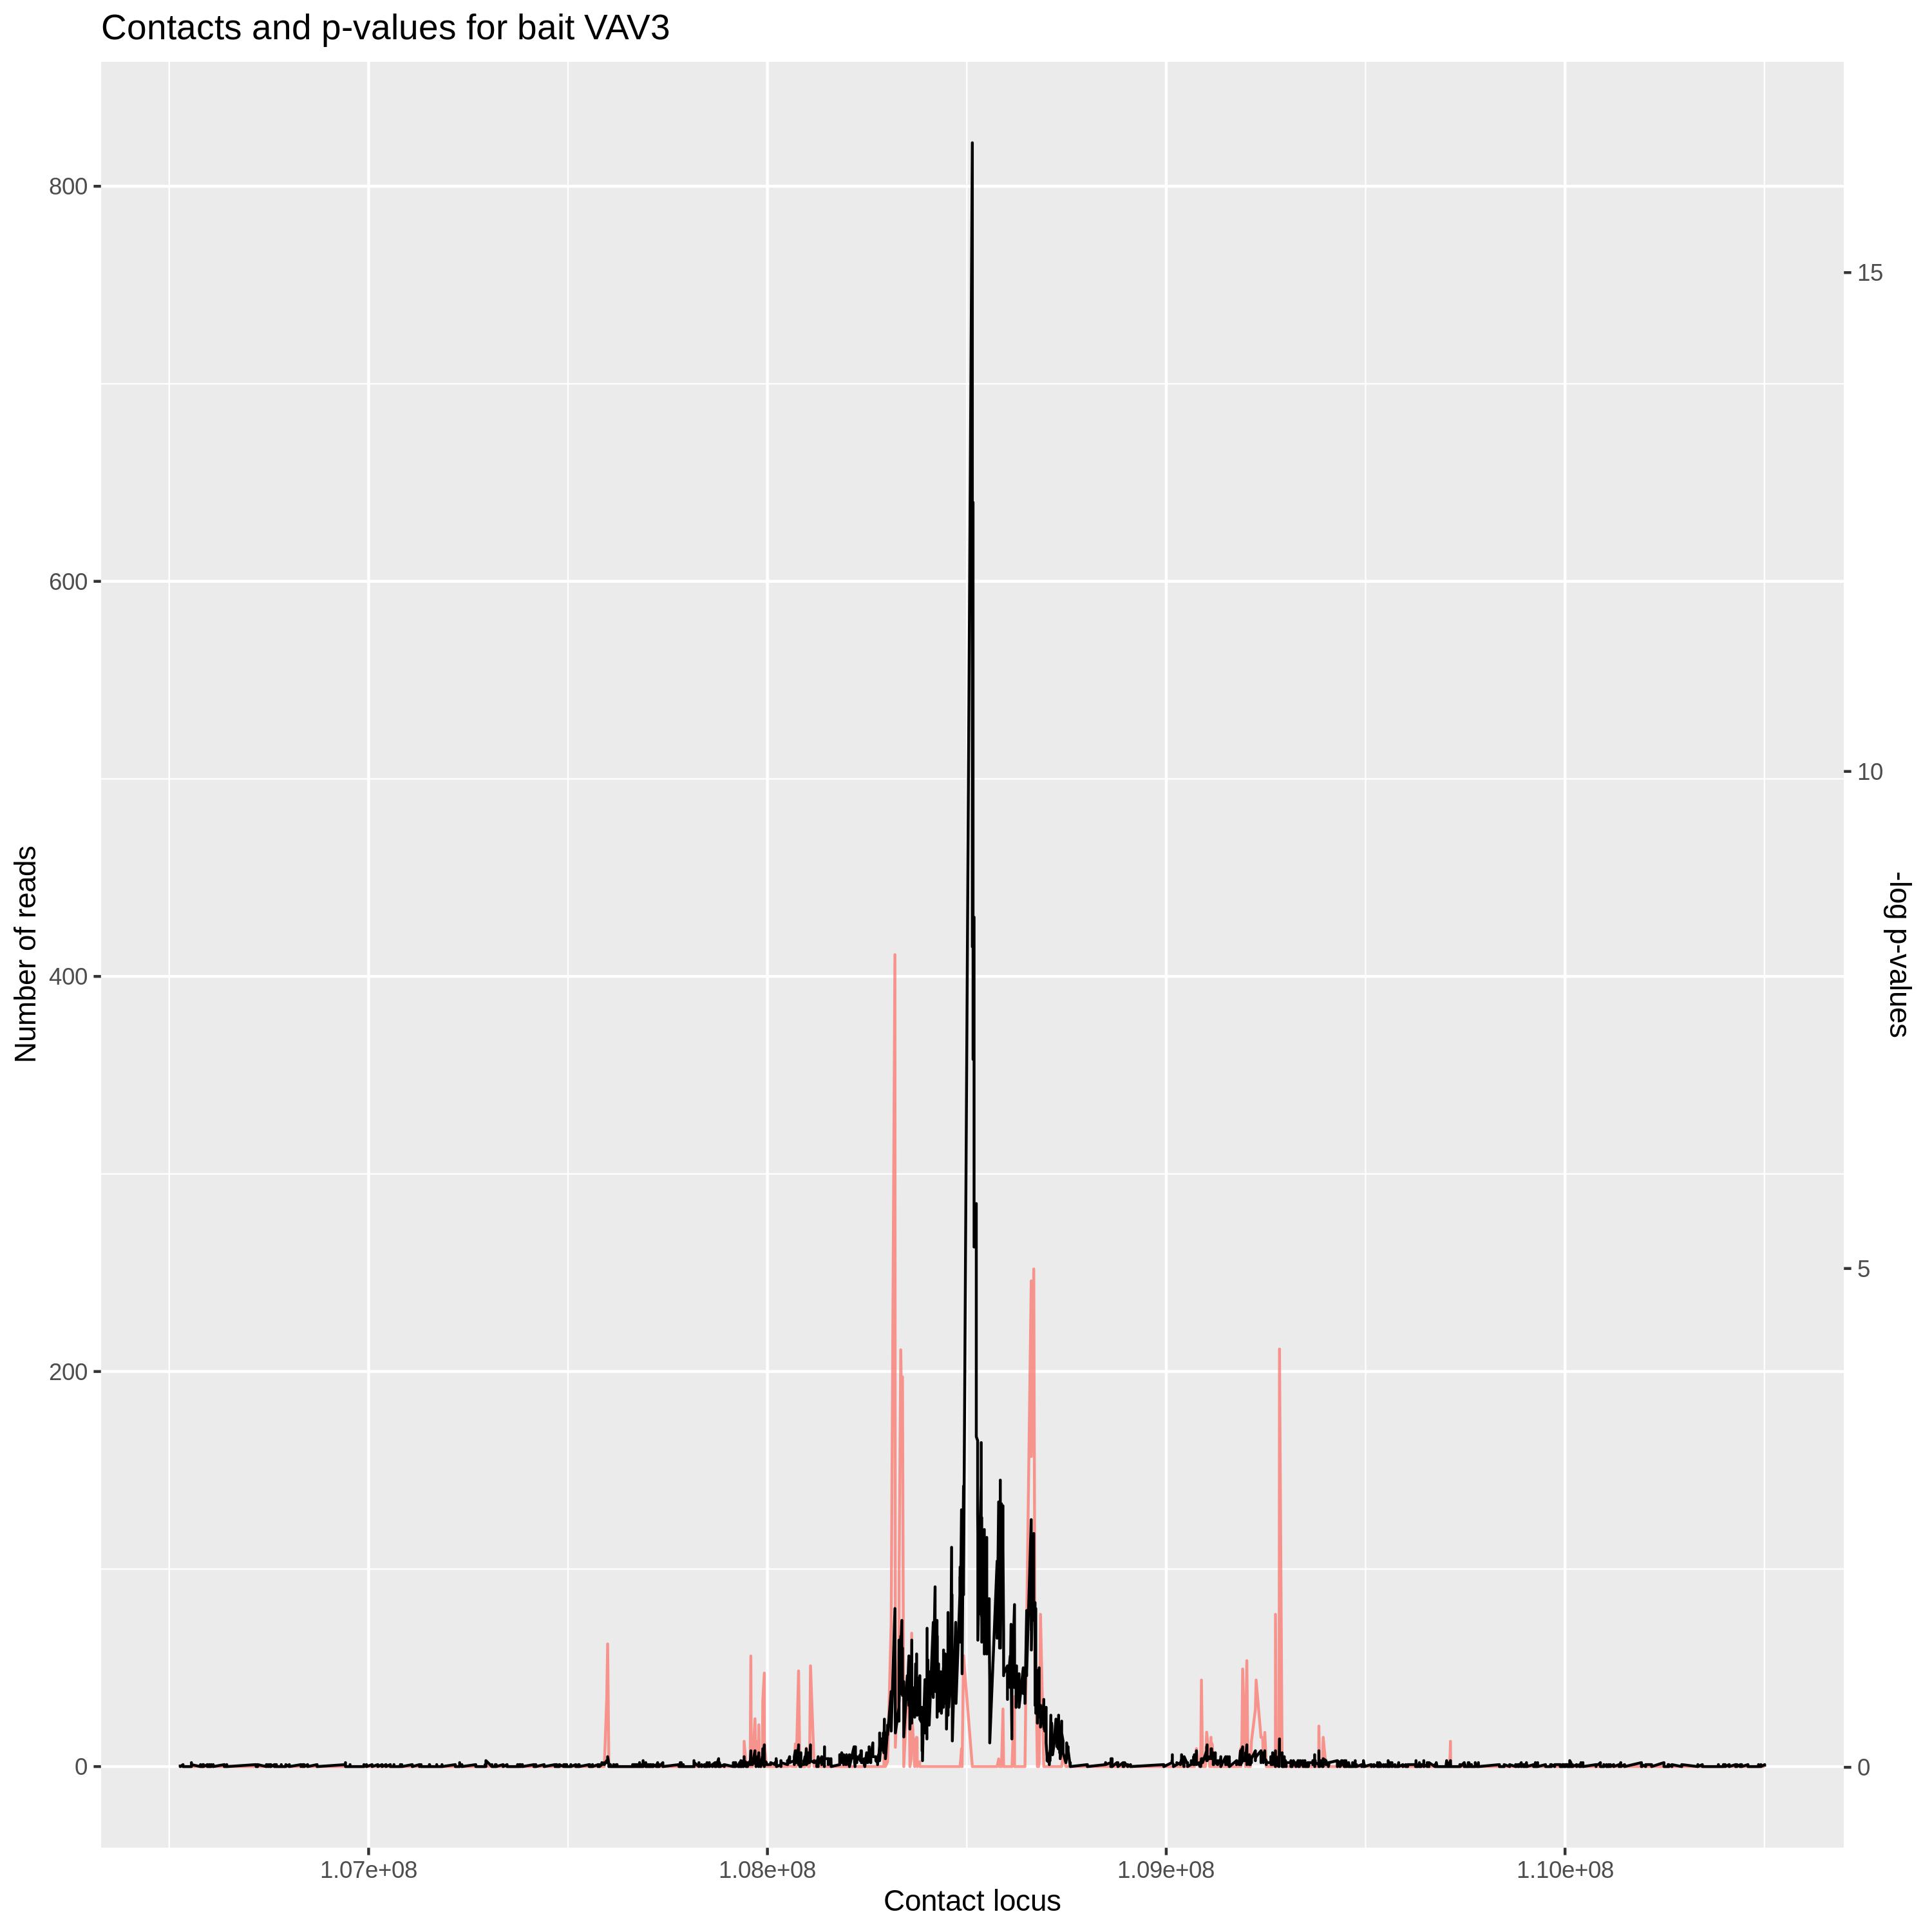 Contacts and p-values for bait VAV3
800
600
400
200
0
Number of reads
15
10
5
0
-log p-values
1.07e+08
1.08e+08
1.09e+08
1.10e+08
Contact locus